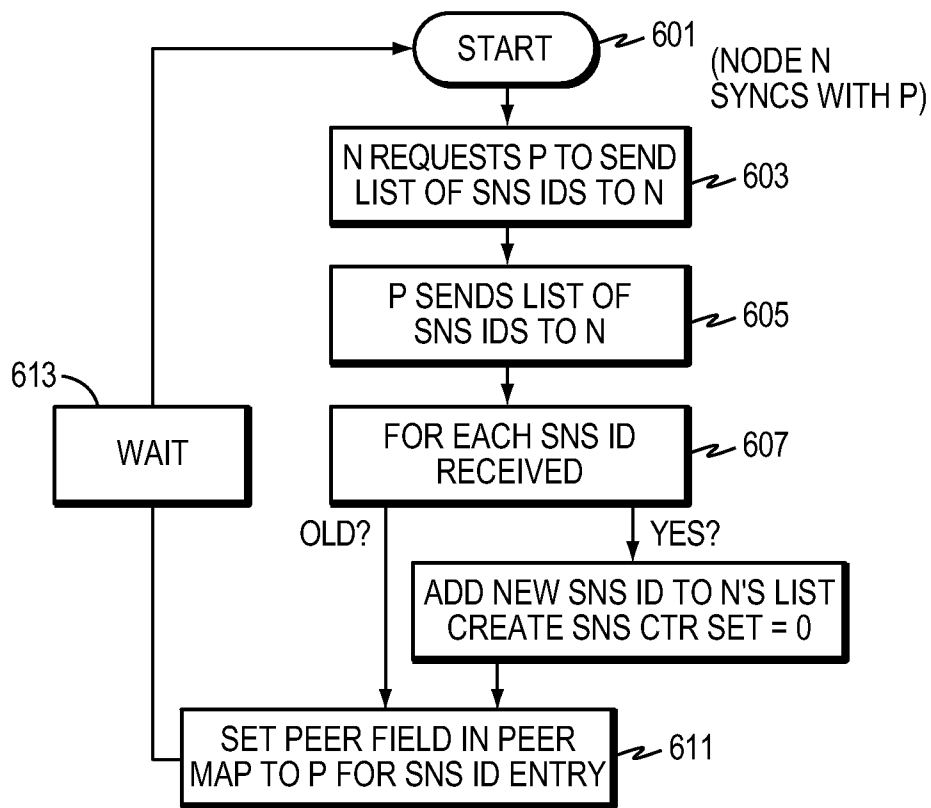 START
601
(NODE N
SYNCS WITH P)
N REQUESTS P TO SEND
LIST OF SNS IDS TO N
603
P SENDS LIST OF
SNS IDS TO N
605
613
WAIT
FOR EACH SNS ID
RECEIVED
607
OLD?
YES?
ADD NEW SNS ID TO N'S LIST
CREATE SNS CTR SET = 0
SET PEER FIELD IN PEER
MAP TO P FOR SNS ID ENTRY
611